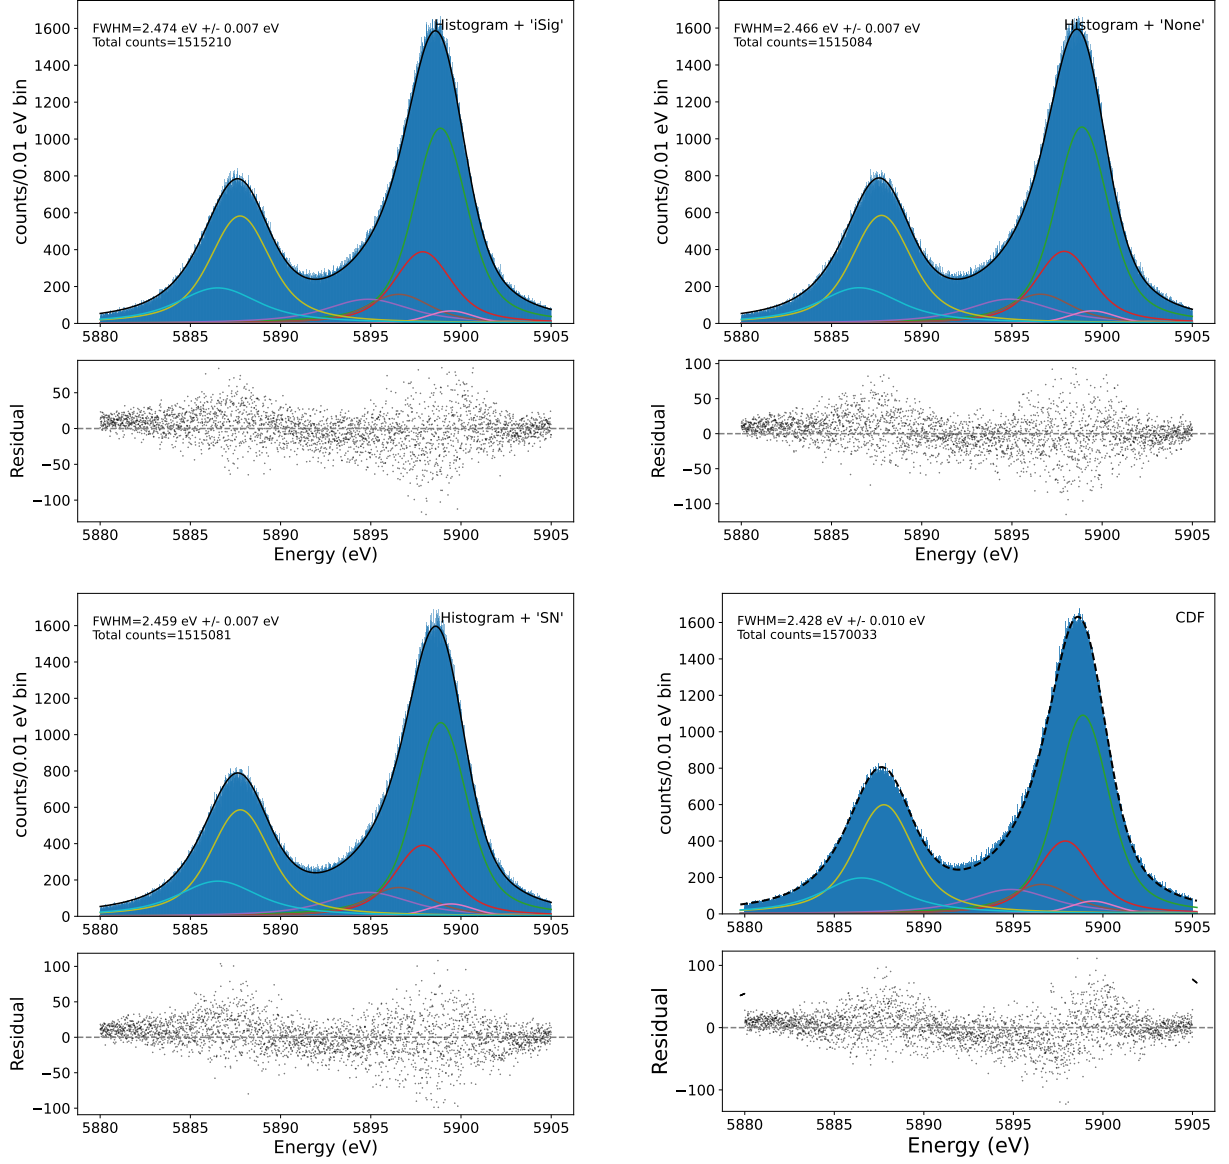 FWHM=2.474 eV +/- 0.007 eV
Total counts=1515210
Histogram + 'iSig'
counts/0.01 eV bin
1600
1400
1200
1000
800
600
400
200
0
5880 5885 5890 5895 5900 5905
Residual
50
0
−50
−100
5880 5885 5890 5895 5900 5905
Energy (eV)
FWHM=2.466 eV +/- 0.007 eV
Total counts=1515084
Histogram + 'None'
counts/0.01 eV bin
1600
1400
1200
1000
800
600
400
200
0
5880 5885 5890 5895 5900 5905
Residual
100
50
0
−50
−100
5880 5885 5890 5895 5900 5905
Energy (eV)
FWHM=2.459 eV +/- 0.007 eV
Total counts=1515081
Histogram + 'SN'
counts/0.01 eV bin
1600
1400
1200
1000
800
600
400
200
0
5880 5885 5890 5895 5900 5905
Residual
100
50
0
−50
−100
5880 5885 5890 5895 5900 5905
Energy (eV)
FWHM=2.428 eV +/- 0.010 eV
Total counts=1570033
CDF
counts/0.01 eV bin
1600
1400
1200
1000
800
600
400
200
0
5880 5885 5890 5895 5900 5905
Residual
100
0
−100
5880 5885 5890 5895 5900 5905
Energy (eV)